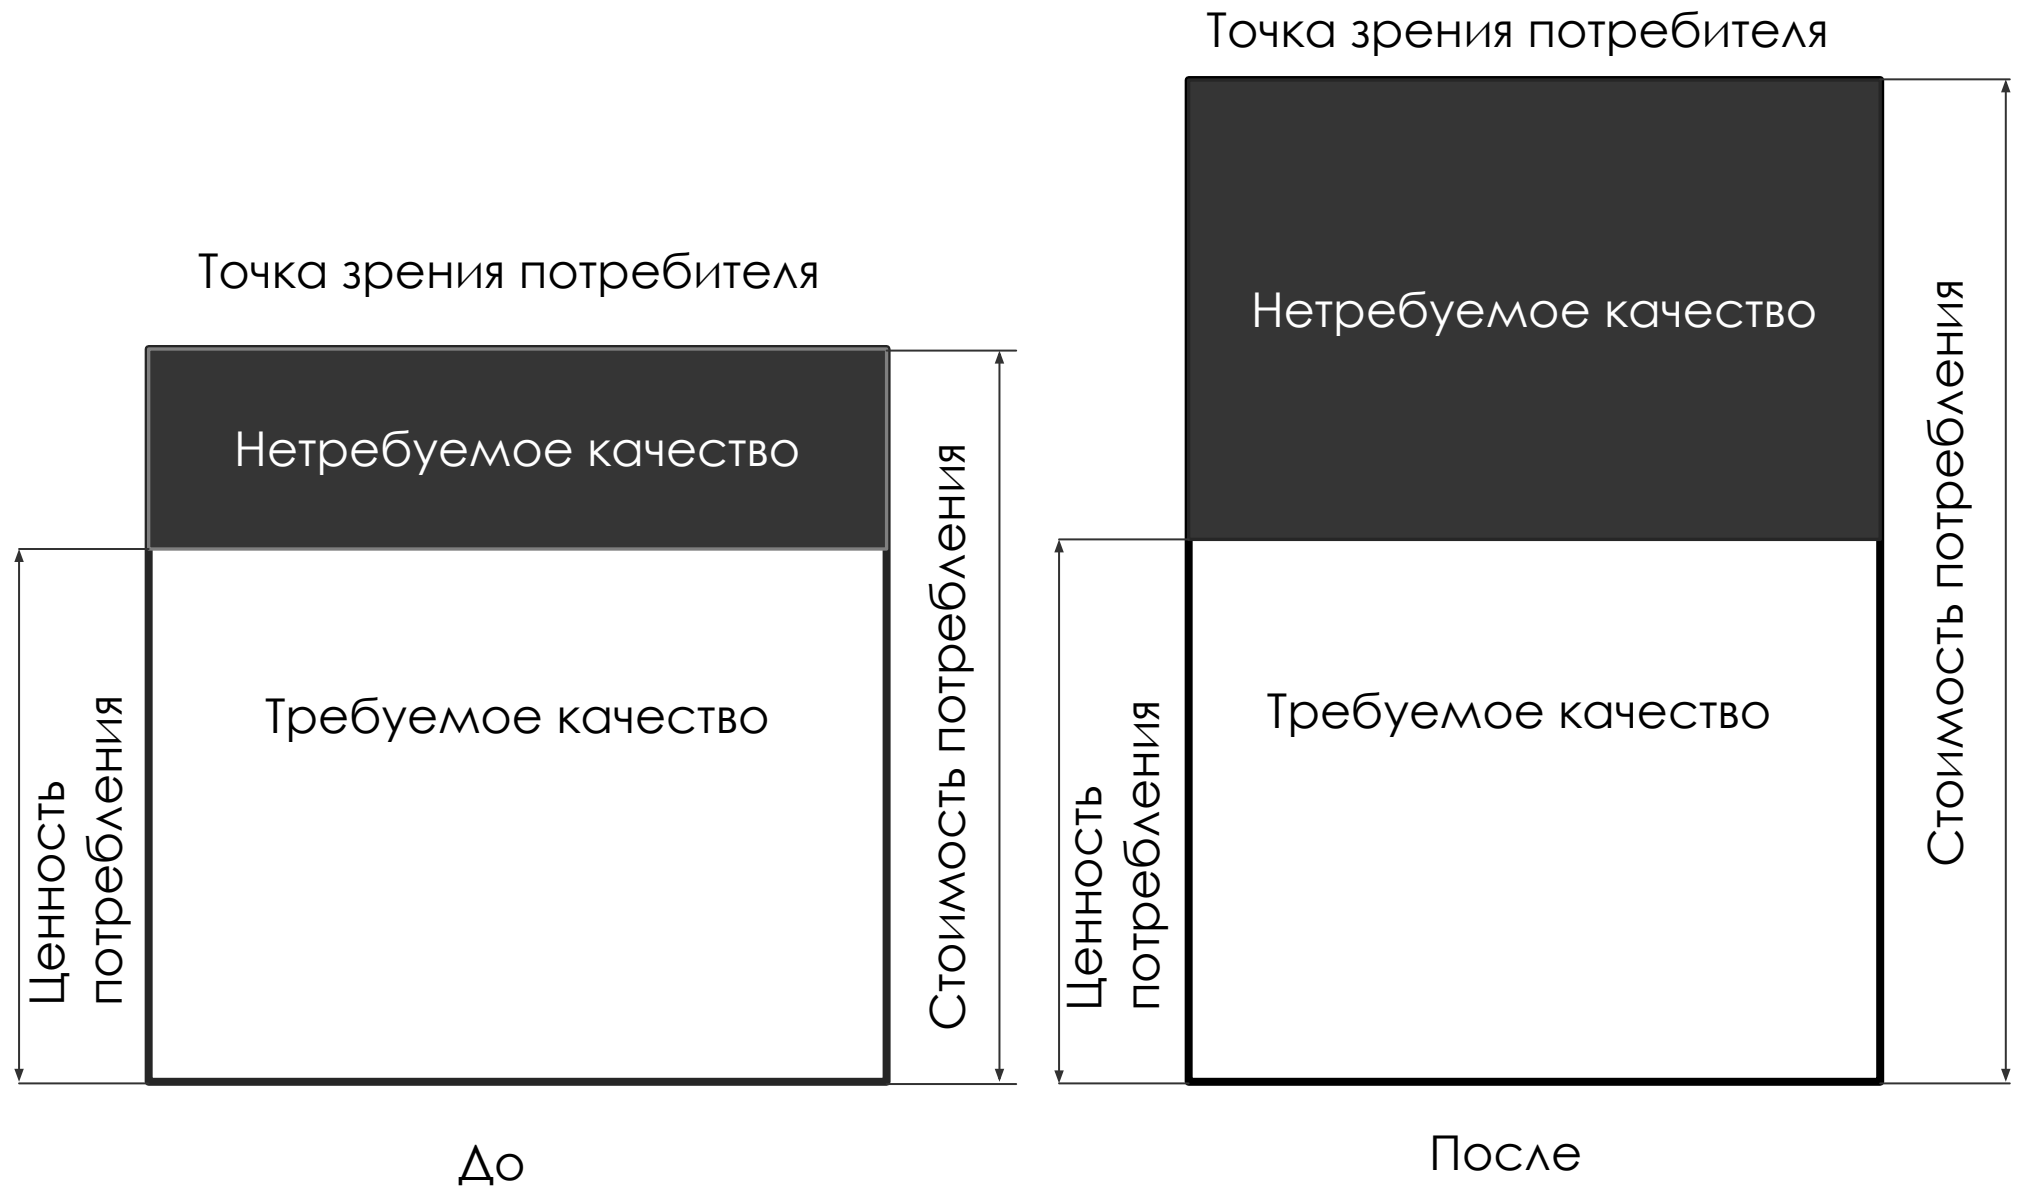 Точка зрения потребителя
Нетребуемое качество
Требуемое качество
Ценность
потребления
Стоимость потребления
До
Точка зрения потребителя
Нетребуемое качество
Требуемое качество
Ценность
потребления
Стоимость потребления
После